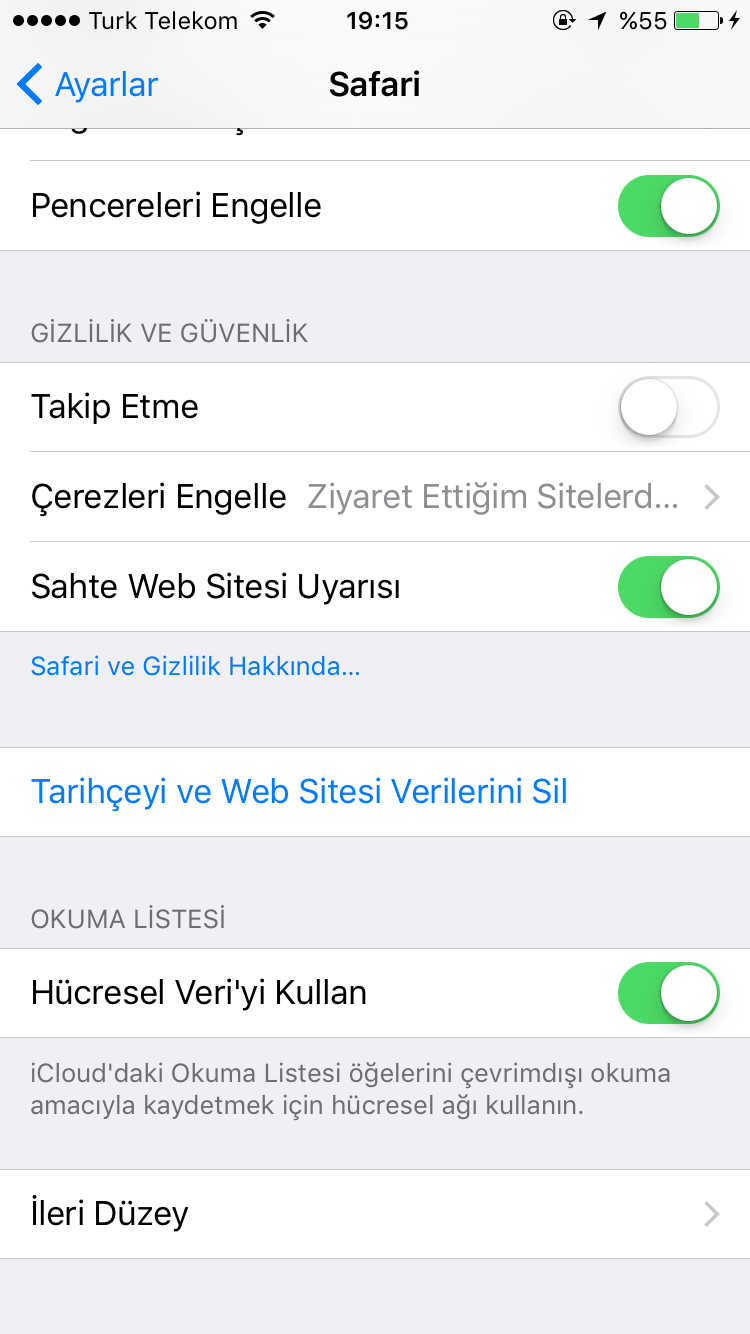 Turk Telekom 19:15 %55
Ayarlar Safari
Pencereleri Engelle
GİZLİLİK VE GÜVENLİK
Takip Etme
Çerezleri Engelle Ziyaret Ettiğim Sitelerd...
Sahte Web Sitesi Uyarısı
Safari ve Gizlilik Hakkında...
Tarihçeyi ve Web Sitesi Verilerini Sil
OKUMA LİSTESİ
Hücresel Veri'yi Kullan
iCloud'daki Okuma Listesi öğelerini çevrimdışı okuma
amacıyla kaydetmek için hücresel ağı kullanın.
İleri Düzey